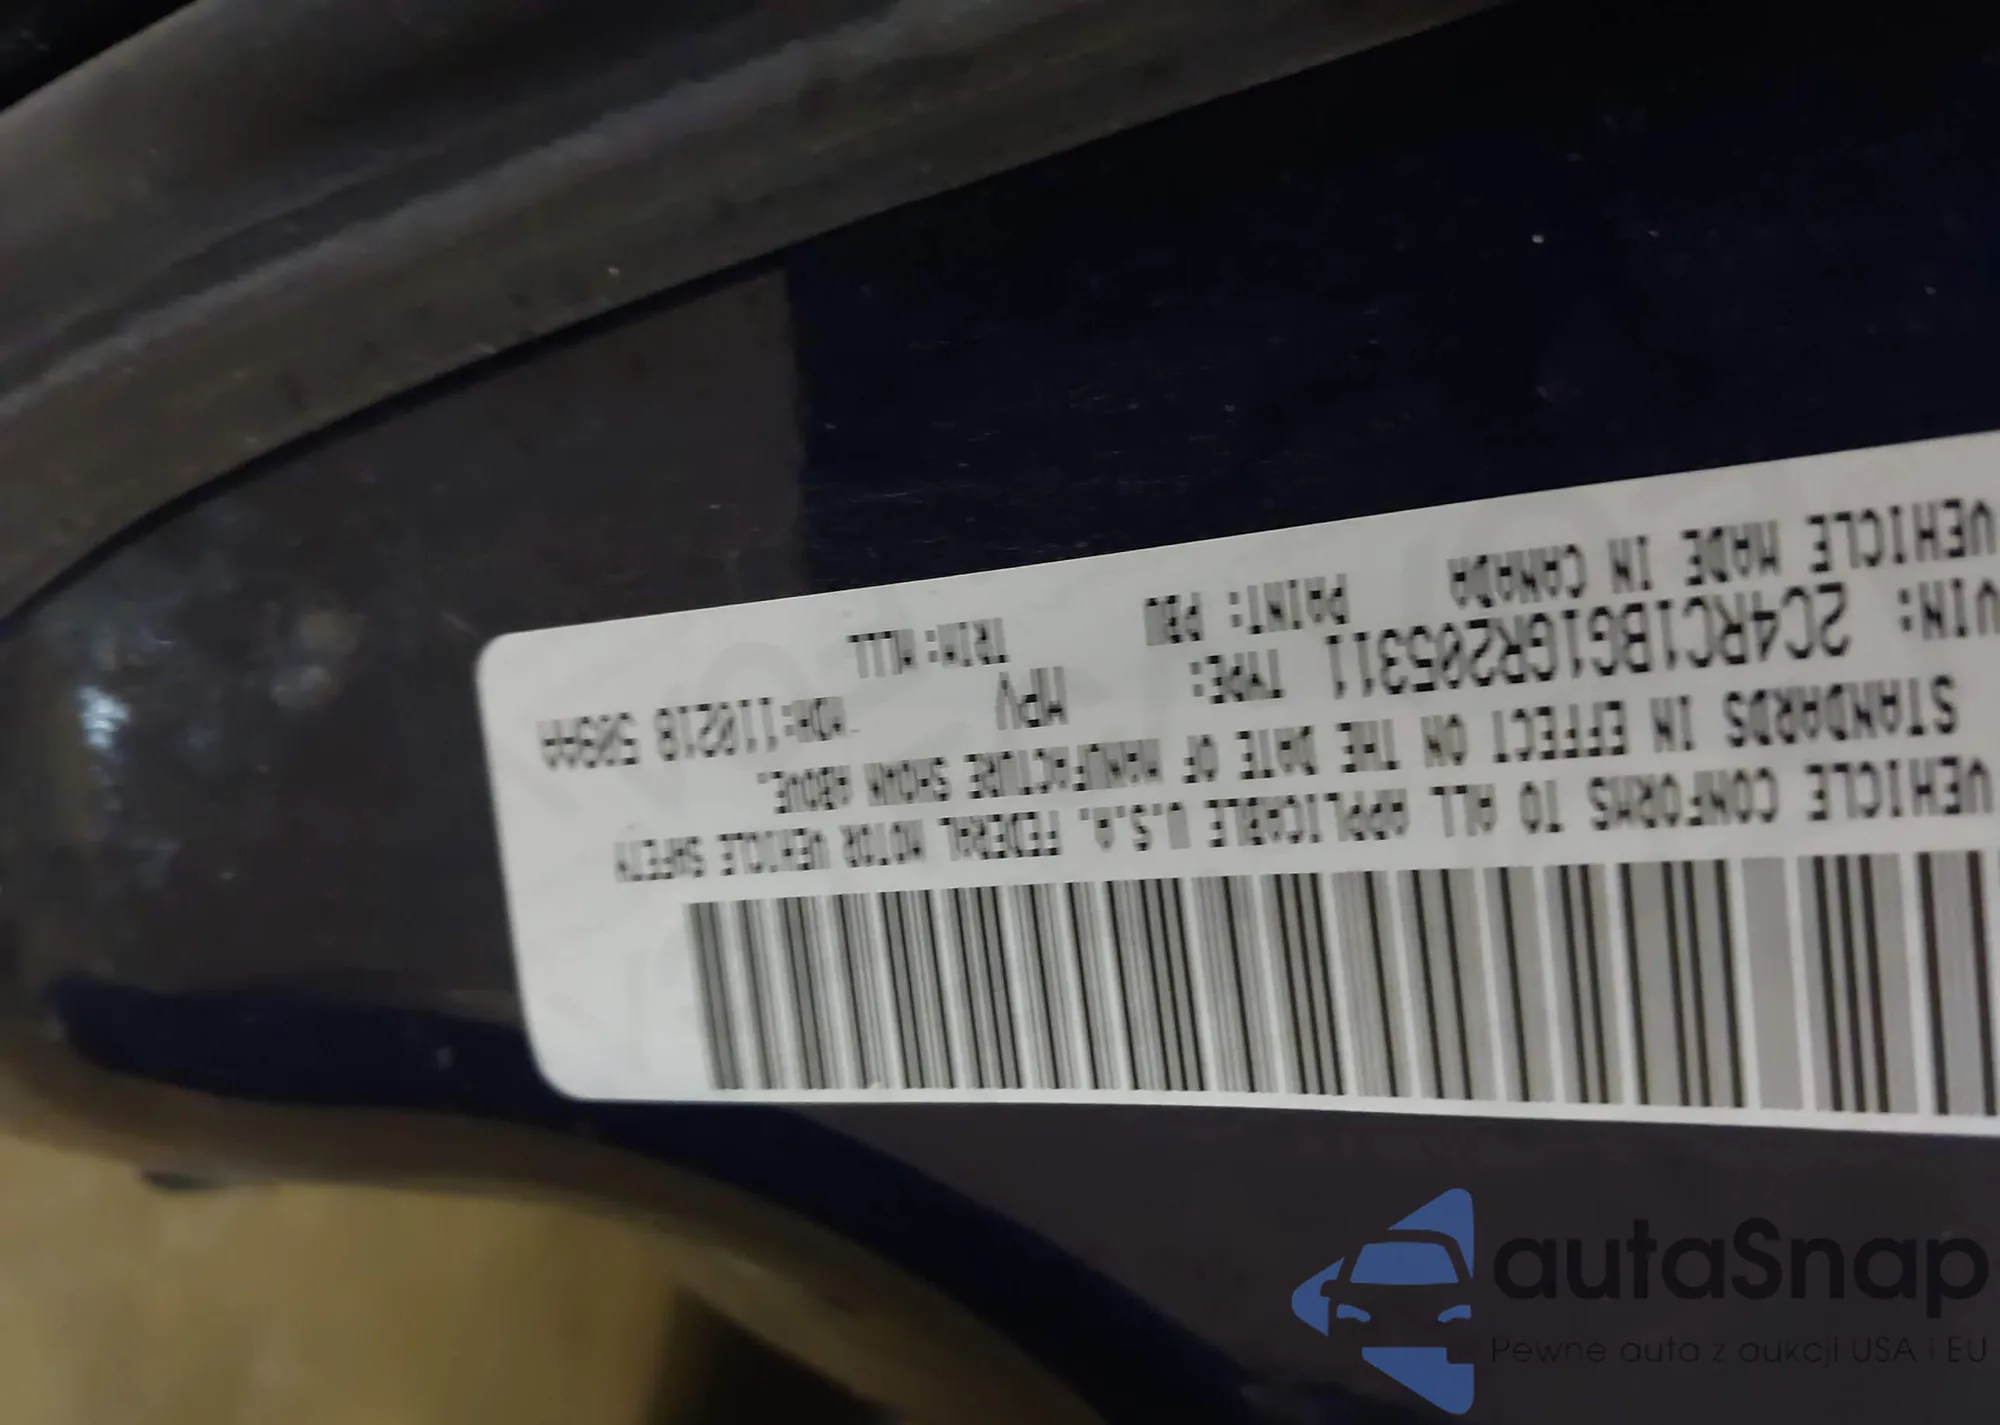 VEHICLE CONFORMS TO ALL APPLICABLE U.S.A. FEDERAL MOTOR VEHICLE SAFETY
STANDARDS IN EFFECT ON THE DATE OF MANUFACTURE SHOWN ABOVE.
VIN: 2C4RC1BG1GR205311 TYPE: MPV MDH:110218 509AA
VEHICLE MADE IN CANADA PAINT: PBU TRIM:
autaSnap
Pewne auta z aukcji USA i EU